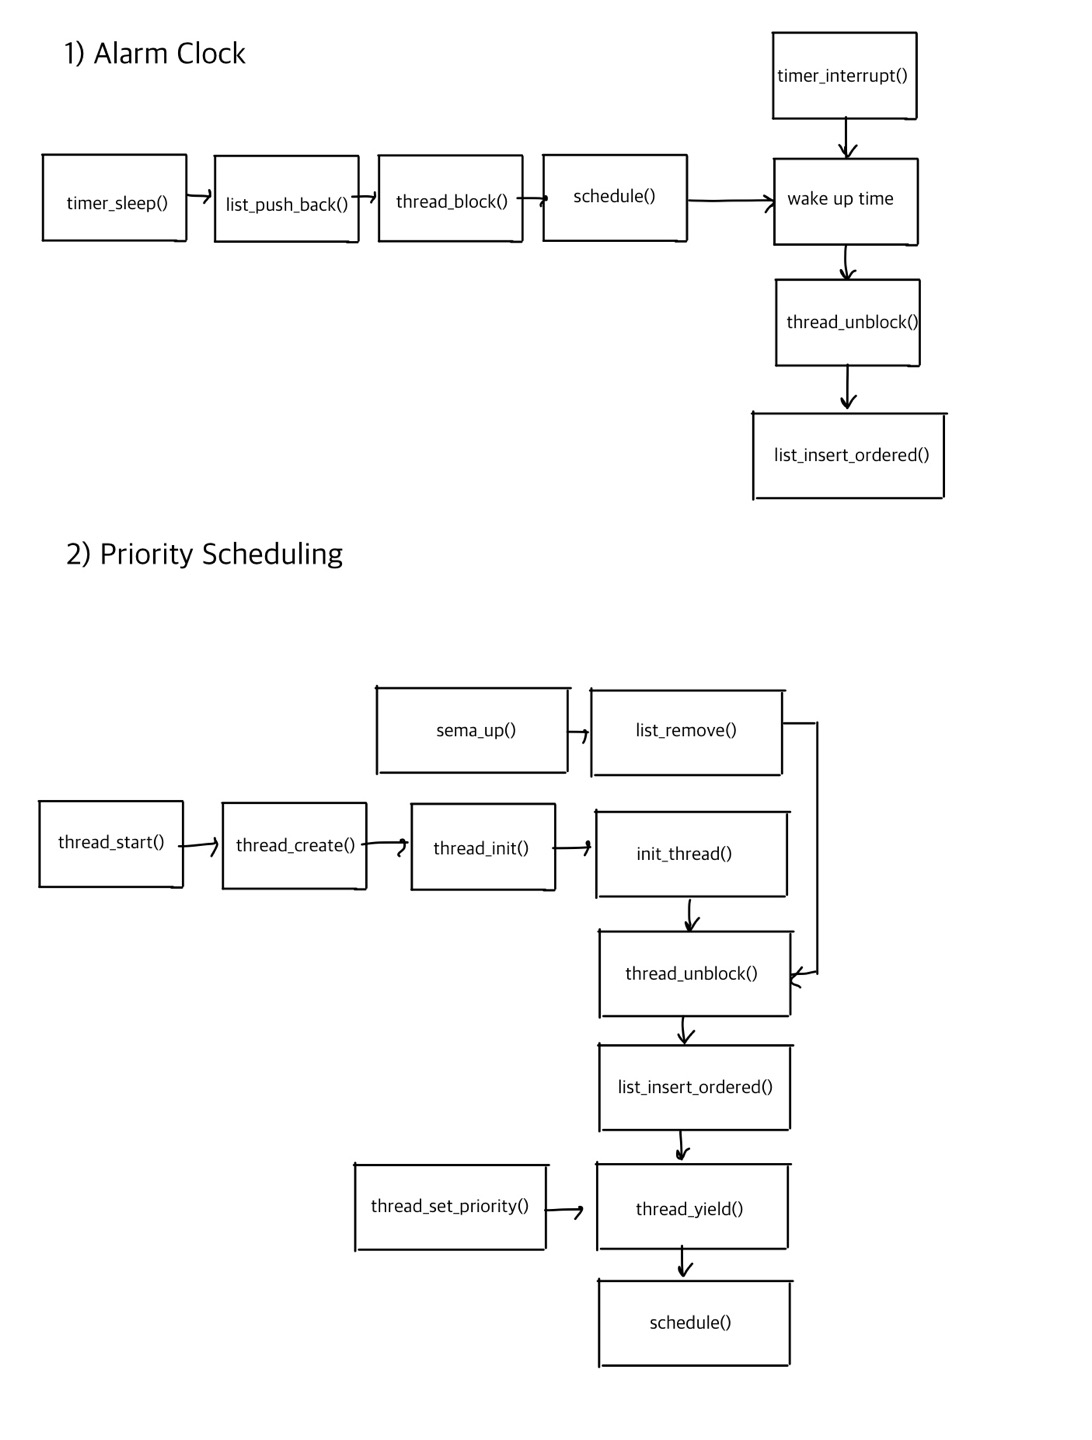 1) Alarm Clock
timer_interrupt()
timer_sleep()
list_push_back()
thread_block()
schedule()
wake up time
thread_unblock()
list_insert_ordered()
2) Priority Scheduling
sema_up()
list_remove()
thread_start()
thread_create()
thread_init()
init_thread()
thread_unblock()
list_insert_ordered()
thread_set_priority()
thread_yield()
schedule()